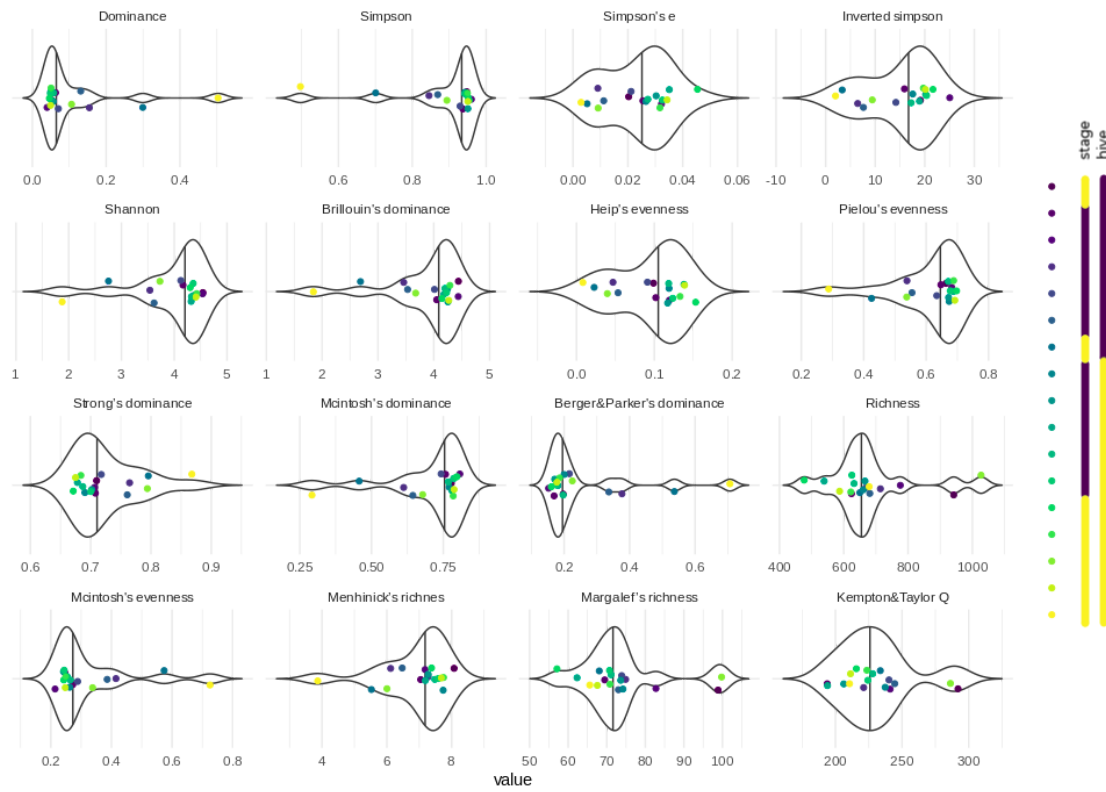 Dominance Simpson Simpson's e Inverted simpson
0.0 0.2 0.4 0.6 0.8 1.0 0.00 0.02 0.04 0.06 -10 0 10 20 30
stage
hive
Shannon Brillouin's dominance Heip's evenness Pielou's evenness
1 2 3 4 5 1 2 3 4 5 0.0 0.1 0.2 0.2 0.4 0.6 0.8
Strong's dominance Mcintosh's dominance Berger&Parker's dominance Richness
0.6 0.7 0.8 0.9 0.25 0.50 0.75 0.2 0.4 0.6 400 600 800 1000
Mcintosh's evenness Menhinick's richnes Margalef's richness Kempton&Taylor Q
0.2 0.4 0.6 0.8 4 6 8 50 60 70 80 90 100 200 250 300
value